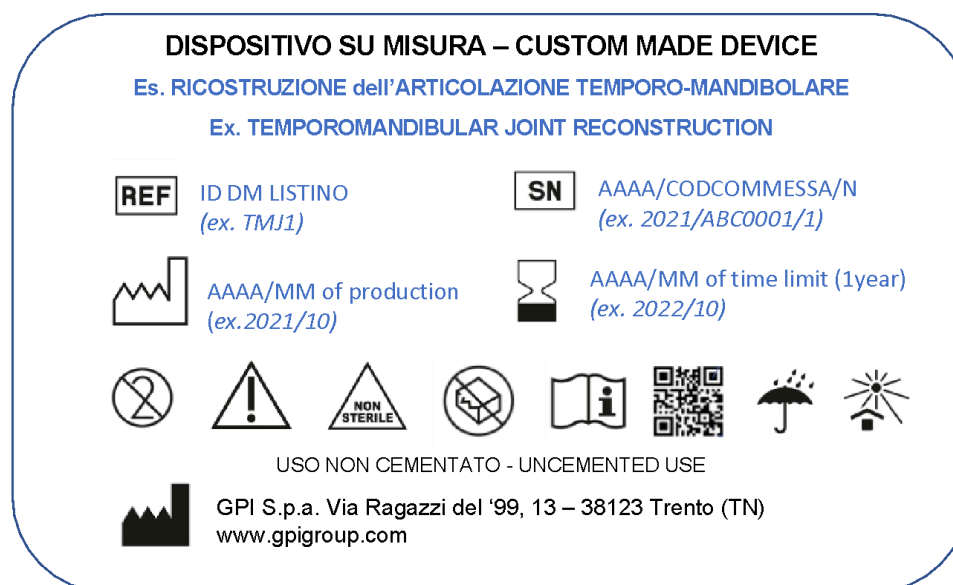 DISPOSITIVO SU MISURA – CUSTOM MADE DEVICE
Es. RICOSTRUZIONE dell'ARTICOLAZIONE TEMPORO-MANDIBOLARE
Ex. TEMPOROMANDIBULAR JOINT RECONSTRUCTION
REF
ID DM LISTINO
(ex. TMJ1)
SN
AAAA/CODCOMMESSA/N
(ex. 2021/ABC0001/1)
AAAA/MM of production
(ex.2021/10)
AAAA/MM of time limit (1year)
(ex. 2022/10)
2
!
NON
STERILE
i
USO NON CEMENTATO - UNCEMENTED USE
GPI S.p.a. Via Ragazzi del '99, 13 – 38123 Trento (TN)
www.gpigroup.com